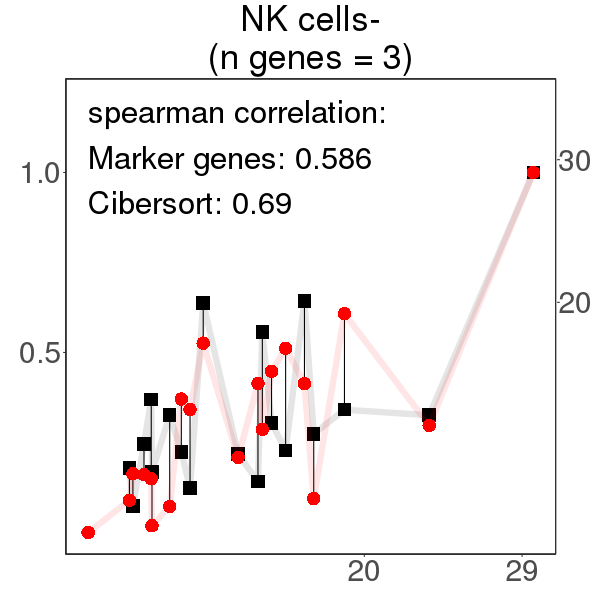 NK cells-
(n genes = 3)
spearman correlation:
Marker genes: 0.586
Cibersort: 0.69
1.0
0.5
30
20
20
29